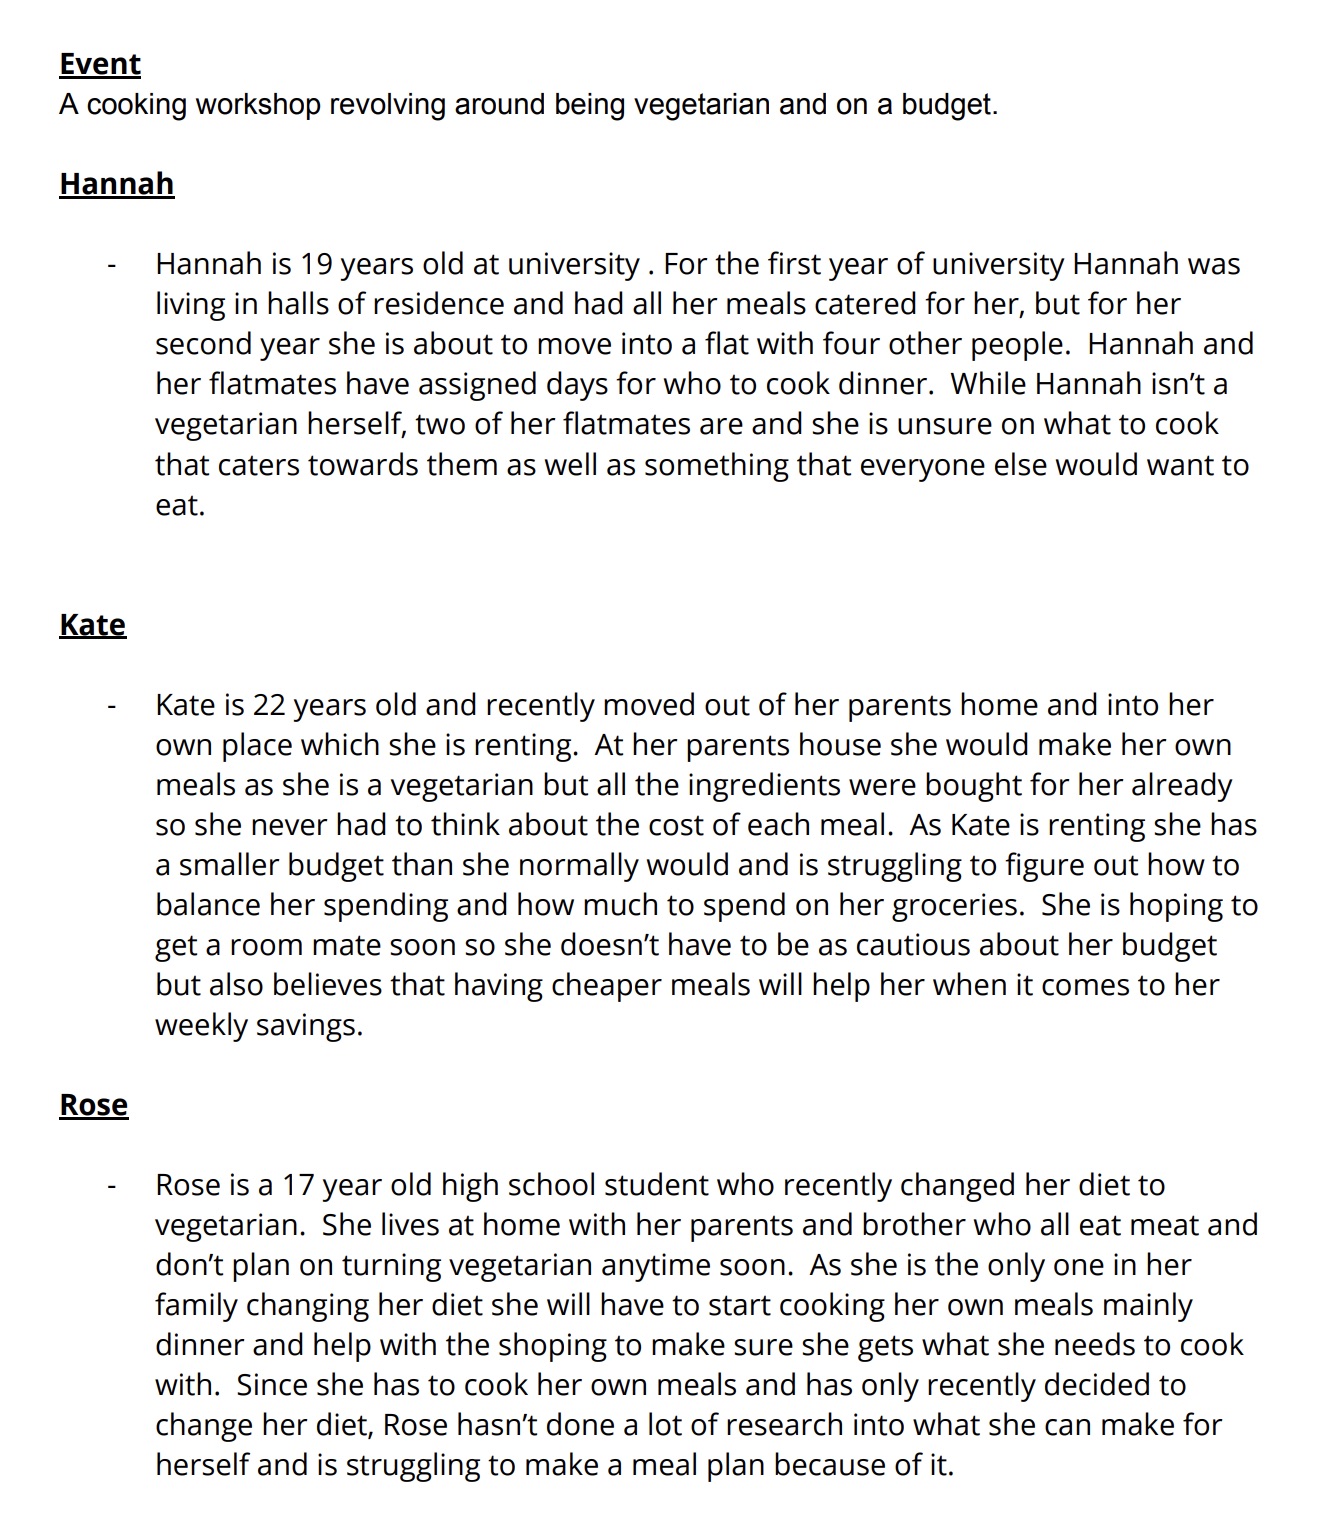 Event
A cooking workshop revolving around being vegetarian and on a budget.
Hannah
- Hannah is 19 years old at university . For the first year of university Hannah was
living in halls of residence and had all her meals catered for her, but for her
second year she is about to move into a flat with four other people.  Hannah and
her flatmates have assigned days for who to cook dinner.  While Hannah isn’t a
vegetarian herself, two of her flatmates are and she is unsure on what to cook
that caters towards them as well as something that everyone else would want to
eat.
Kate
- Kate is 22 years old and recently moved out of her parents home and into her
own place which she is renting.  At her parents house she would make her own
meals as she is a vegetarian but all the ingredients were bought for her already
so she never had to think about the cost of each meal.  As Kate is renting she has
a smaller budget than she normally would and is struggling to figure out how to
balance her spending and how much to spend on her groceries.  She is hoping to
get a room mate soon so she doesn’t have to be as cautious about her budget
but also believes that having cheaper meals will help her when it comes to her
weekly savings.
Rose
- Rose is a 17 year old high school student who recently changed her diet to
vegetarian.  She lives at home with her parents and brother who all eat meat and
don’t plan on turning vegetarian anytime soon.  As she is the only one in her
family changing her diet she will have to start cooking her own meals mainly
dinner and help with the shoping to make sure she gets what she needs to cook
with.  Since she has to cook her own meals and has only recently decided to
change her diet, Rose hasn’t done a lot of research into what she can make for
herself and is struggling to make a meal plan because of it.